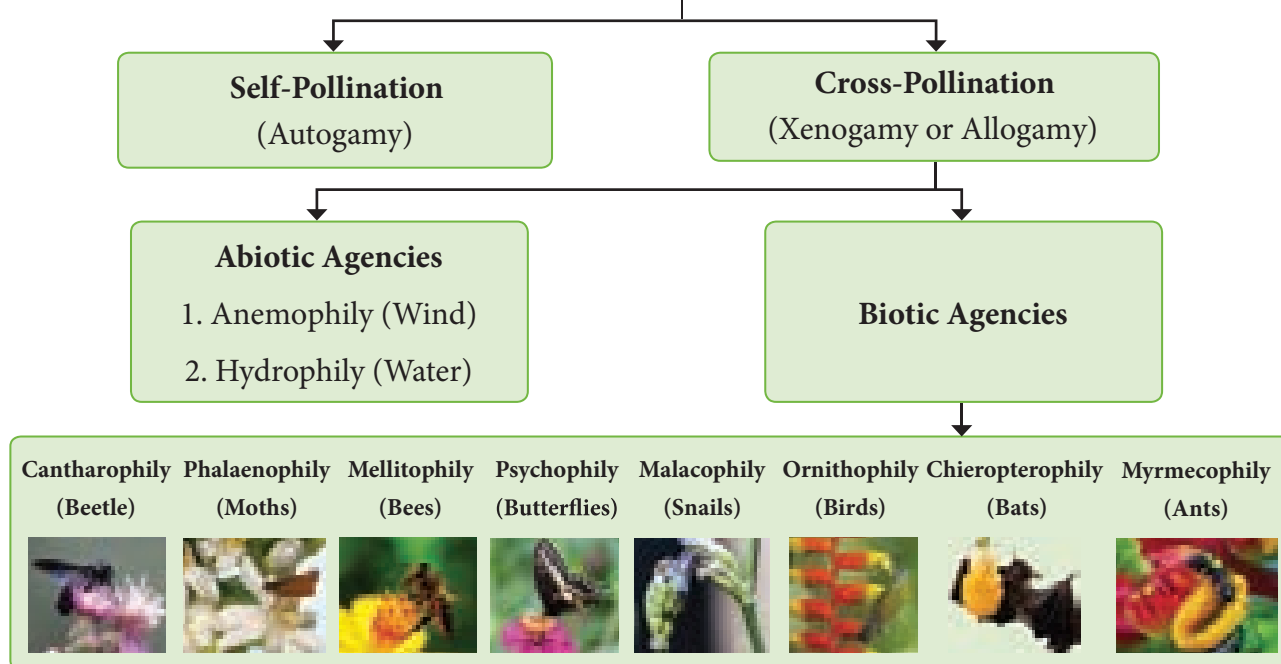 Self-Pollination
(Autogamy)
Cross-Pollination
(Xenogamy or Allogamy)
Abiotic Agencies
1. Anemophily (Wind)
2. Hydrophily (Water)
Biotic Agencies
Cantharophily
(Beetle)
Phalaenophily
(Moths)
Mellitophily
(Bees)
Psychophily
(Butterflies)
Malacophily
(Snails)
Ornithophily
(Birds)
Chieropterophily
(Bats)
Myrmecophily
(Ants)